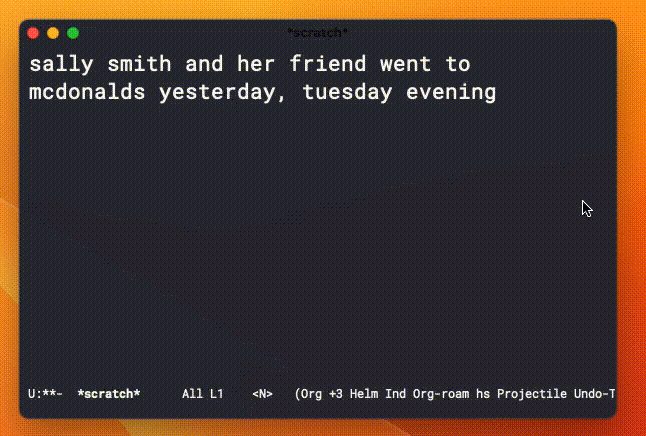 *scratch*
sally smith and her friend went to
mcdonalds yesterday, tuesday evening
U:**- *scratch* All L1 <N> (Org +3 Helm Ind Org-roam hs Projectile Undo-T